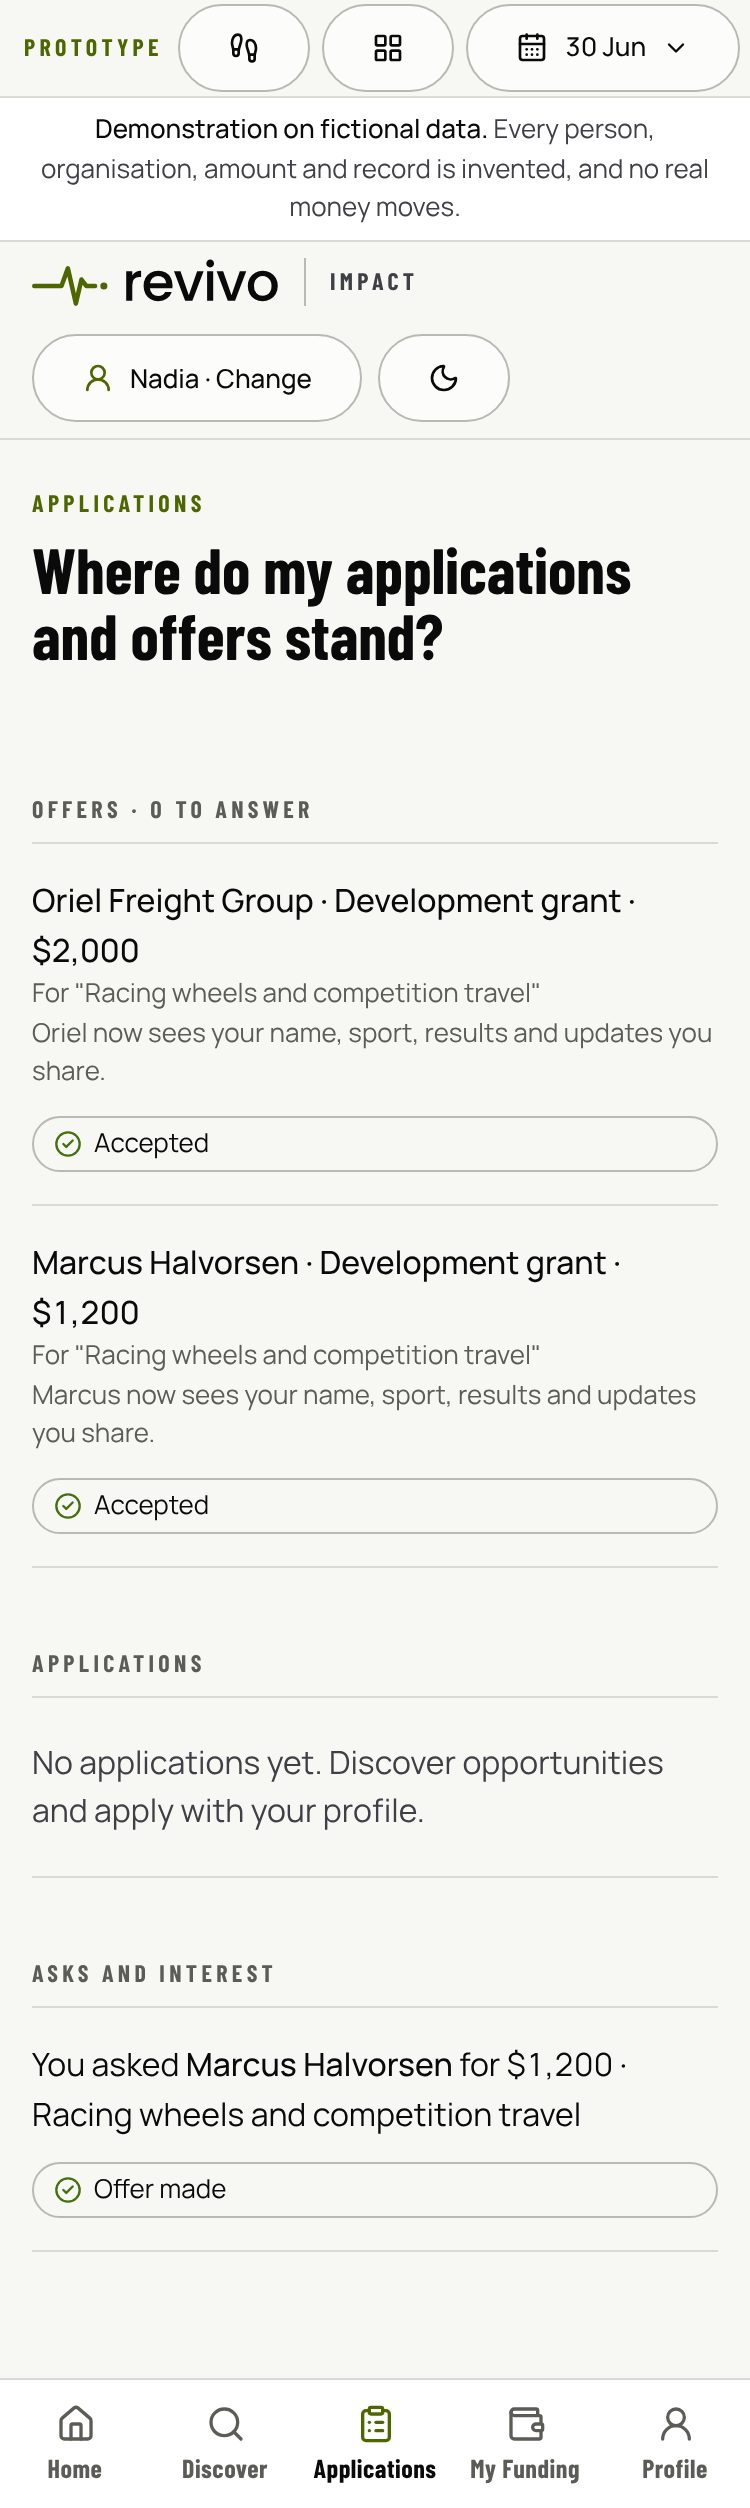 PROTOTYPE
30 Jun
Demonstration on fictional data. Every person,
organisation, amount and record is invented, and no real
money moves.
revivo
IMPACT
Nadia · Change
APPLICATIONS
Where do my applications
and offers stand?
OFFERS · 0 TO ANSWER
Oriel Freight Group · Development grant ·
$2,000
For "Racing wheels and competition travel"
Oriel now sees your name, sport, results and updates you
share.
Accepted
Marcus Halvorsen · Development grant ·
$1,200
For "Racing wheels and competition travel"
Marcus now sees your name, sport, results and updates
you share.
Accepted
APPLICATIONS
No applications yet. Discover opportunities
and apply with your profile.
ASKS AND INTEREST
You asked Marcus Halvorsen for $1,200 ·
Racing wheels and competition travel
Offer made
Home
Discover
Applications
My Funding
Profile